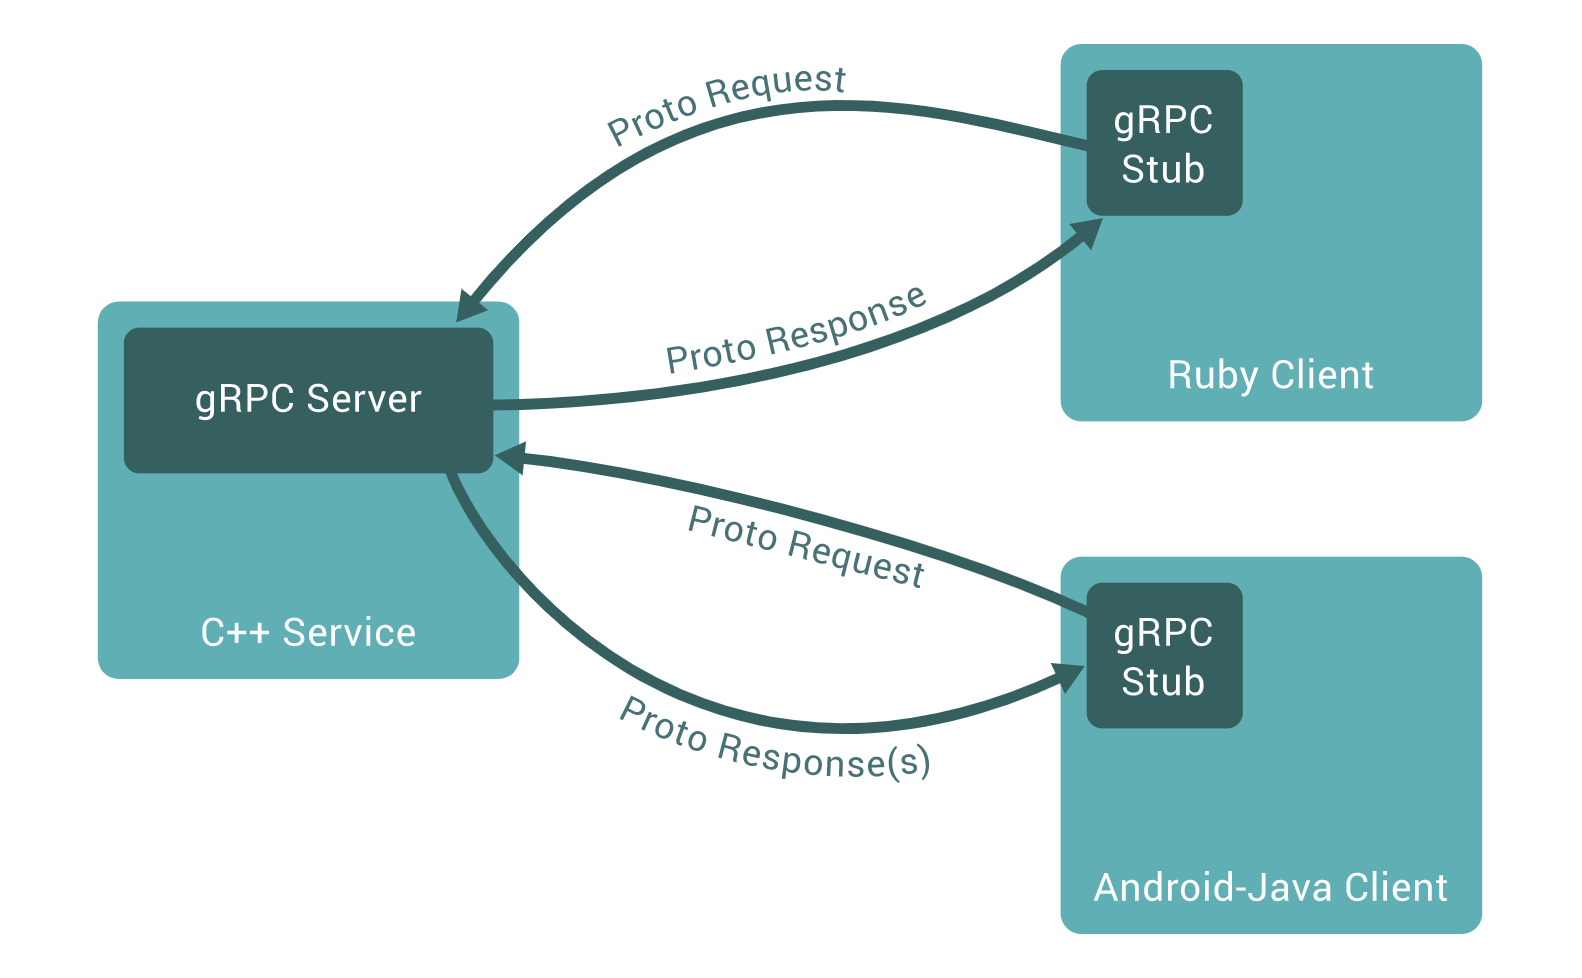 Proto Request
gRPC
Stub
Proto Response
Ruby Client
gRPC Server
C++ Service
Proto Request
gRPC
Stub
Proto Response(s)
Android-Java Client